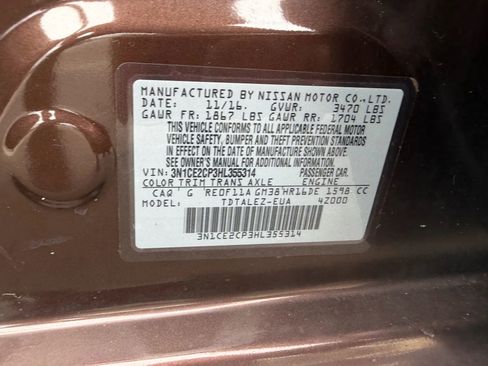 MANUFACTURED BY NISSAN MOTOR CO.,LTD.
DATE: 11/16. GVWR: 3470 LBS
GAWR FR: 1867 LBS GAWR RR: 1704 LBS
THIS VEHICLE CONFORMS TO ALL APPLICABLE FEDERAL MOTOR
VEHICLE SAFETY, BUMPER AND THEFT PREVENTION STANDARDS
IN EFFECT ON THE DATE OF MANUFACTURE SHOWN ABOVE.
SEE OWNER'S MANUAL FOR ADDITIONAL INFORMATION.
VIN: 3N1CE2CP3HL355314 PASSENGER CAR.
COLOR TRIM TRANS AXLE ENGINE
CAQ G RE0F11A GM38 HR16DE 1598 CC
MODEL: TDTALEZ-EUA 4Z000
3N1CE2CP3HL355314